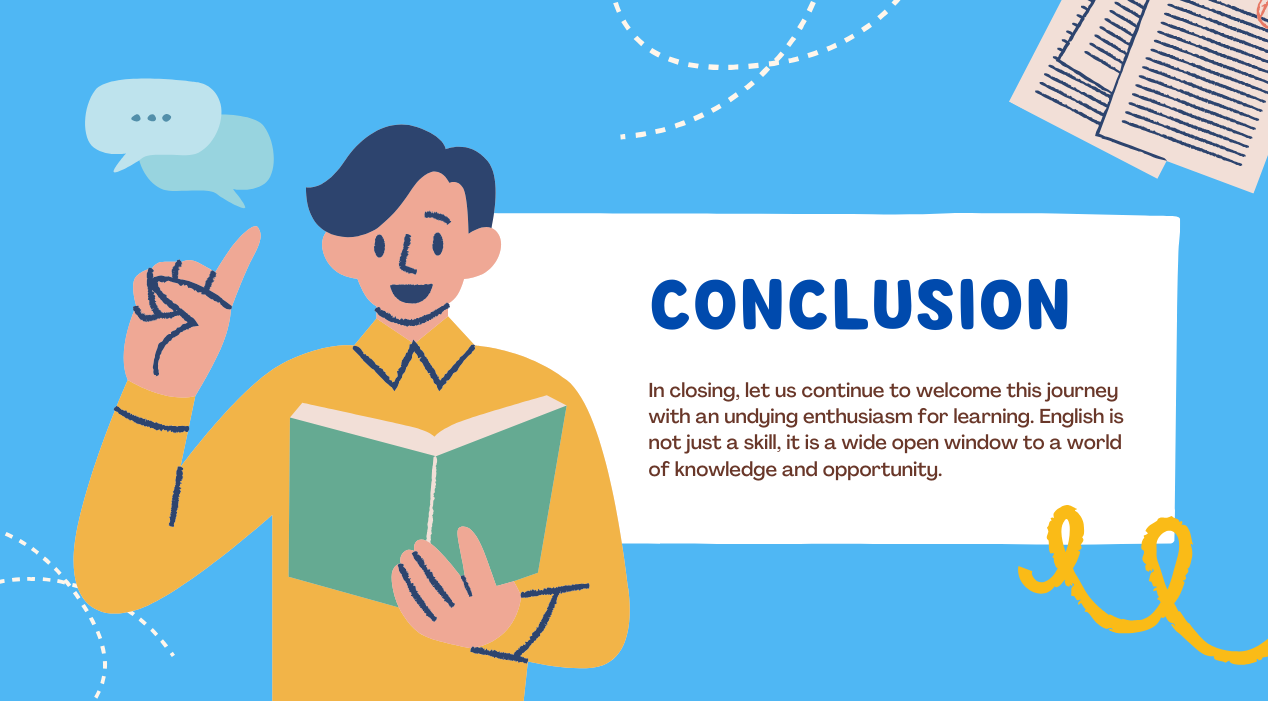 CONCLUSION
In closing, let us continue to welcome this journey
with an undying enthusiasm for learning. English is
not just a skill, it is a wide open window to a world
of knowledge and opportunity.